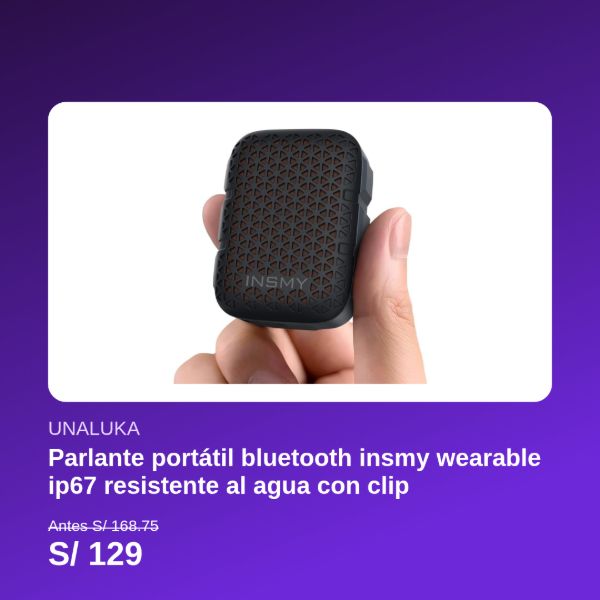 INSMY
UNALUKA
Parlante portátil bluetooth insmy wearable
ip67 resistente al agua con clip
Antes S/ 168.75
S/ 129